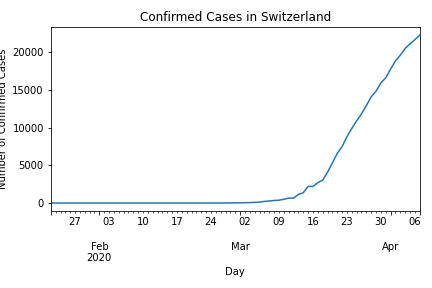 Confirmed Cases in Switzerland
Number of Confirmed Cases
20000
15000
10000
5000
0
27 03 10 17 24 02 09 16 23 30 06
Feb Mar Apr
2020
Day